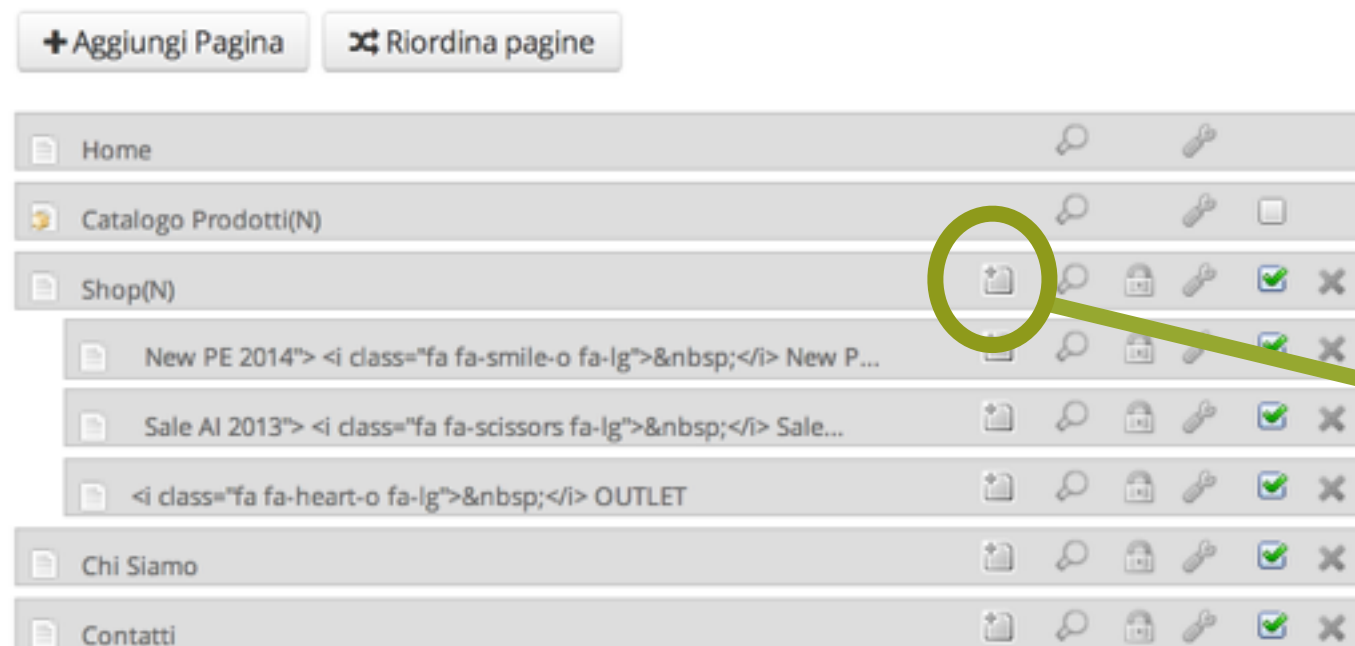 Aggiungi Pagina Riordina pagine
Home
Catalogo Prodotti(N)
Shop(N)
New PE 2014"> <i class="fa fa-smile-o fa-lg">&nbsp;</i> New P...
Sale AI 2013"> <i class="fa fa-scissors fa-lg">&nbsp;</i> Sale...
<i class="fa fa-heart-o fa-lg">&nbsp;</i> OUTLET
Chi Siamo
Contatti